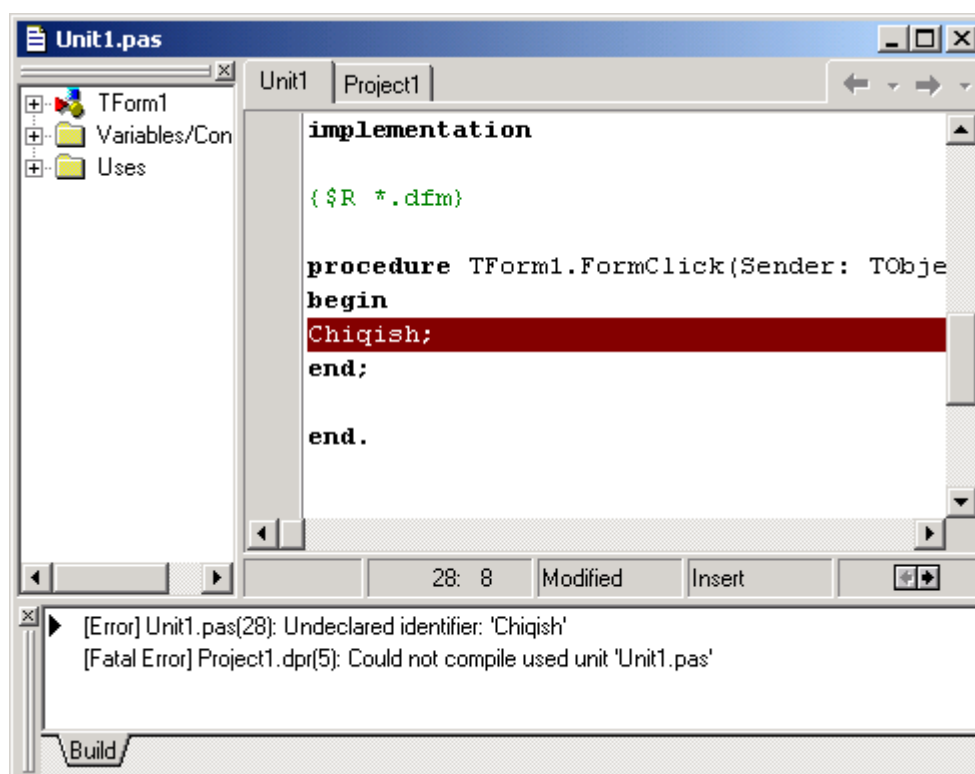 Unit1.pas
TForm1
Variables/Con
Uses
Unit1
Project1
implementation
{$R *.dfm}
procedure TForm1.FormClick(Sender: TObje
begin
Chiqish;
end;
end.
28: 8
Modified
Insert
[Error] Unit1.pas(28): Undeclared identifier: 'Chiqish'
[Fatal Error] Project1.dpr(5): Could not compile used unit 'Unit1.pas'
Build